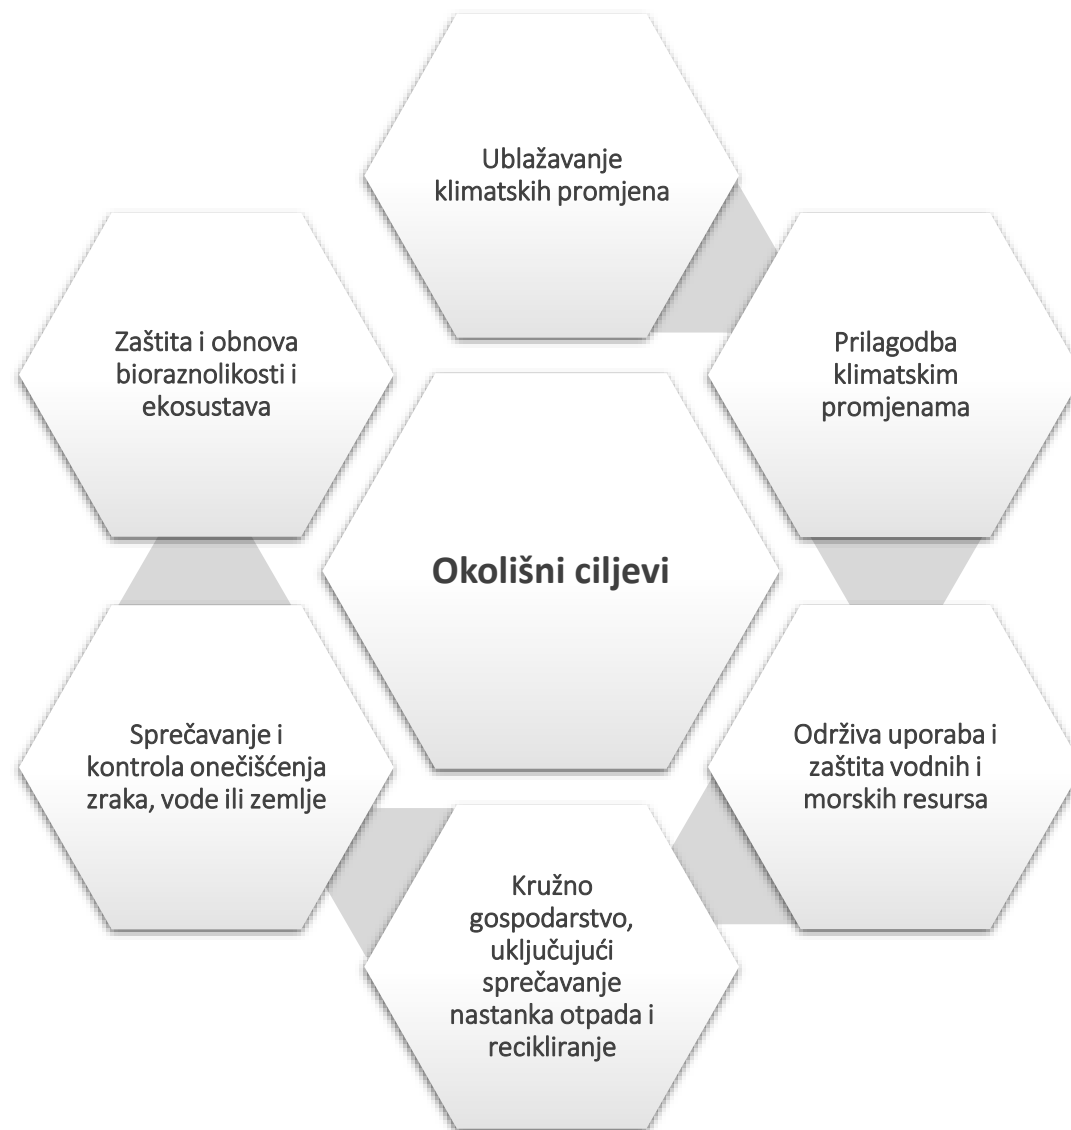 Ublažavanje
klimatskih promjena
Prilagodba
klimatskim
promjenama
Održiva uporaba i
zaštita vodnih i
morskih resursa
Kružno
gospodarstvo,
uključujući
sprečavanje
nastanka otpada i
recikliranje
Sprečavanje i
kontrola onečišćenja
zraka, vode ili zemlje
Zaštita i obnova
bioraznolikosti i
ekosustava
Okolišni ciljevi